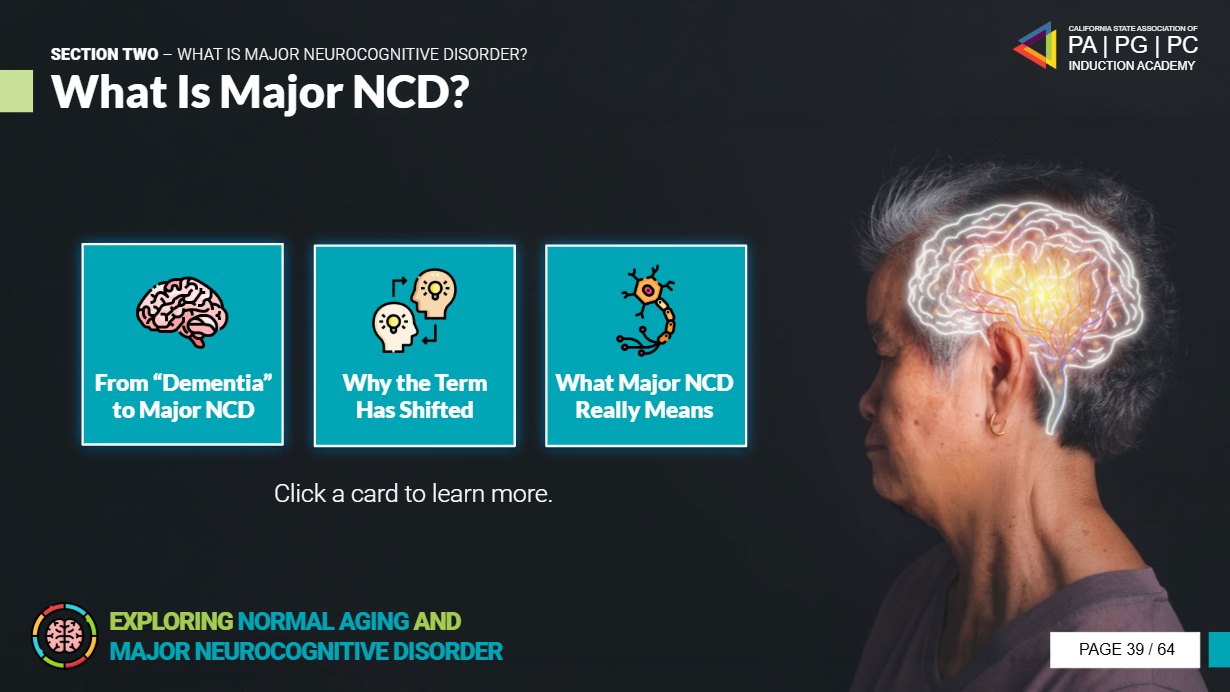 SECTION TWO – WHAT IS MAJOR NEUROCOGNITIVE DISORDER?
What Is Major NCD?
CALIFORNIA STATE ASSOCIATION OF
PA | PG | PC
INDUCTION ACADEMY
From “Dementia”
to Major NCD
Why the Term
Has Shifted
What Major NCD
Really Means
Click a card to learn more.
EXPLORING NORMAL AGING AND
MAJOR NEUROCOGNITIVE DISORDER
PAGE 39 / 64